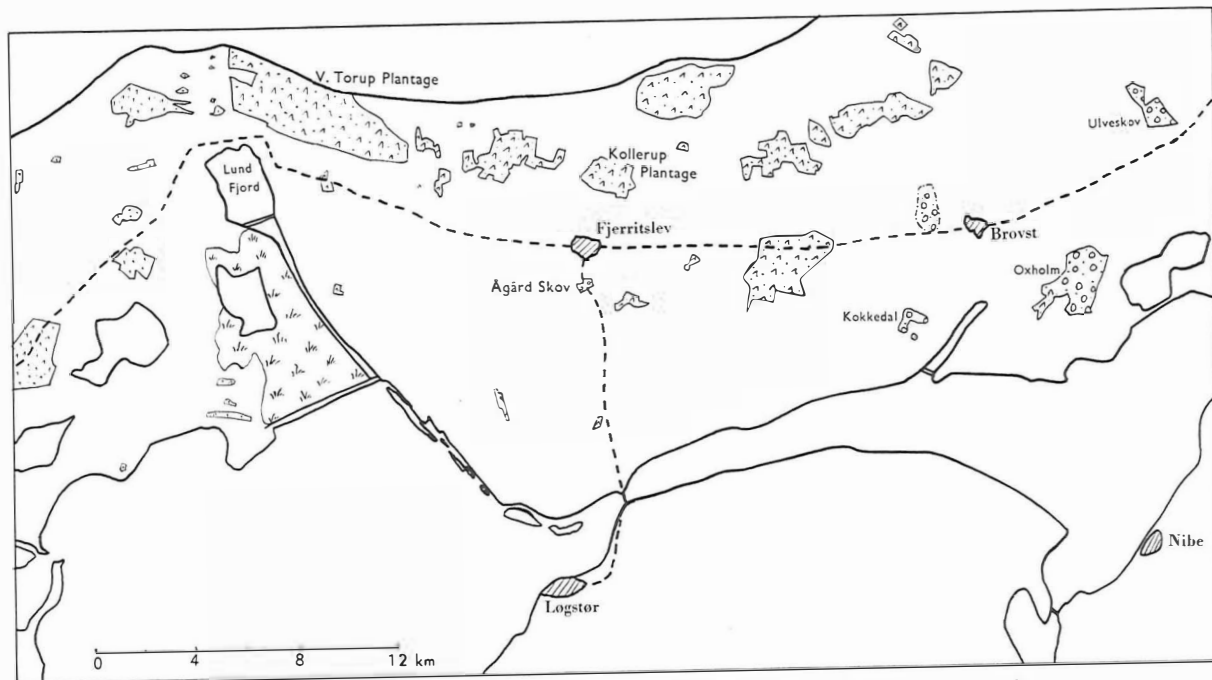 V. Torup Plantage
Ulveskov
Kollerup
Plantage
Lund
Fjord
Fjerritslev
Brovst
Oxholm
Ågård Skov
Kokkedal
Nibe
Løgstør
0 4 8 12 km